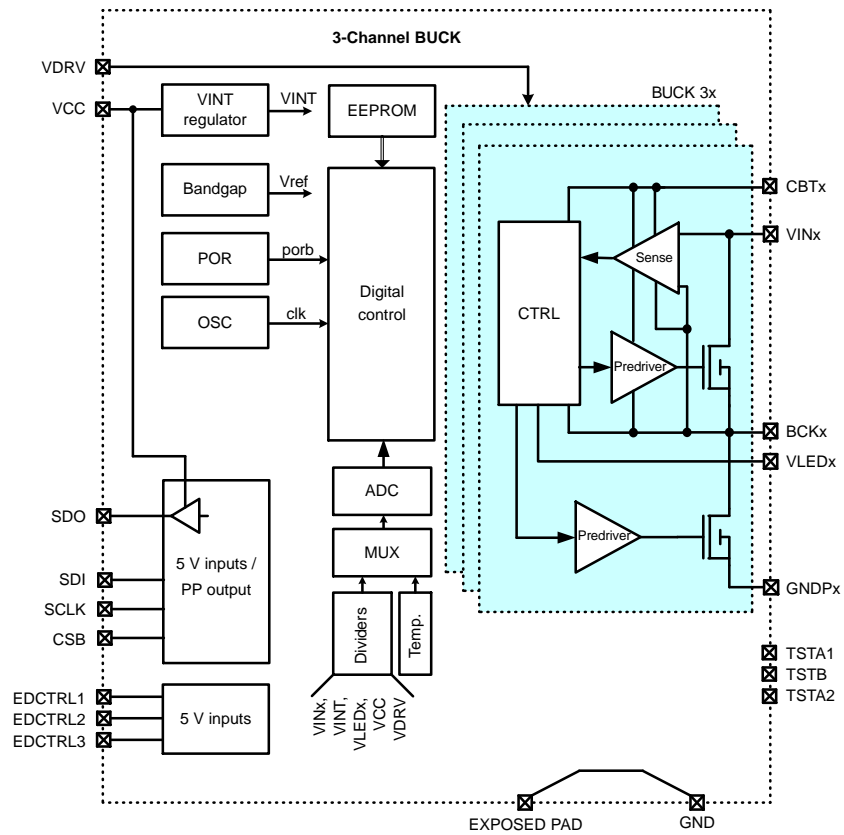 3-Channel BUCK
VDRV
VCC
VINT
regulator
VINT
EEPROM
BUCK 3x
Bandgap
Vref
POR
porb
OSC
clk
Digital
control
CTRL
Sense
Predriver
Predriver
CBTx
VINx
BCKx
VLEDx
GNDPx
ADC
MUX
Dividers
Temp.
VINx,
VINT,
VLEDx,
VCC
VDRV
SDO
SDI
SCLK
CSB
5 V inputs /
PP output
EDCTRL1
EDCTRL2
EDCTRL3
5 V inputs
TSTA1
TSTB
TSTA2
EXPOSED PAD
GND